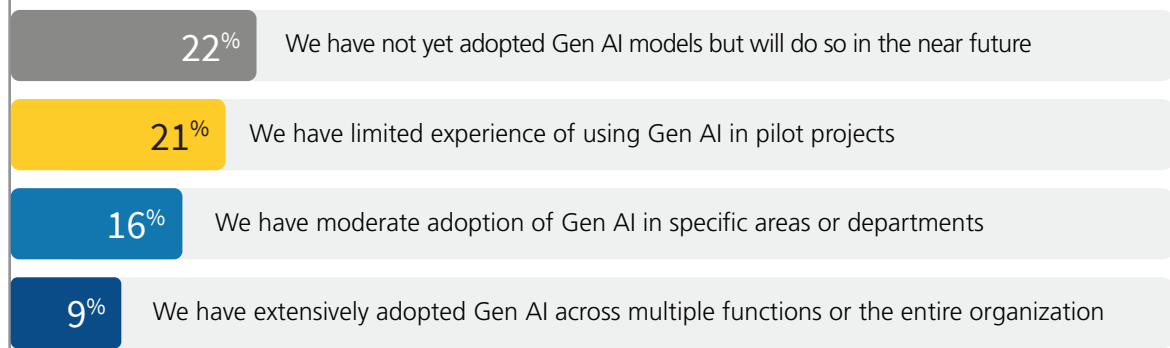 22% We have not yet adopted Gen AI models but will do so in the near future
21% We have limited experience of using Gen AI in pilot projects
16% We have moderate adoption of Gen AI in specific areas or departments
9% We have extensively adopted Gen AI across multiple functions or the entire organization